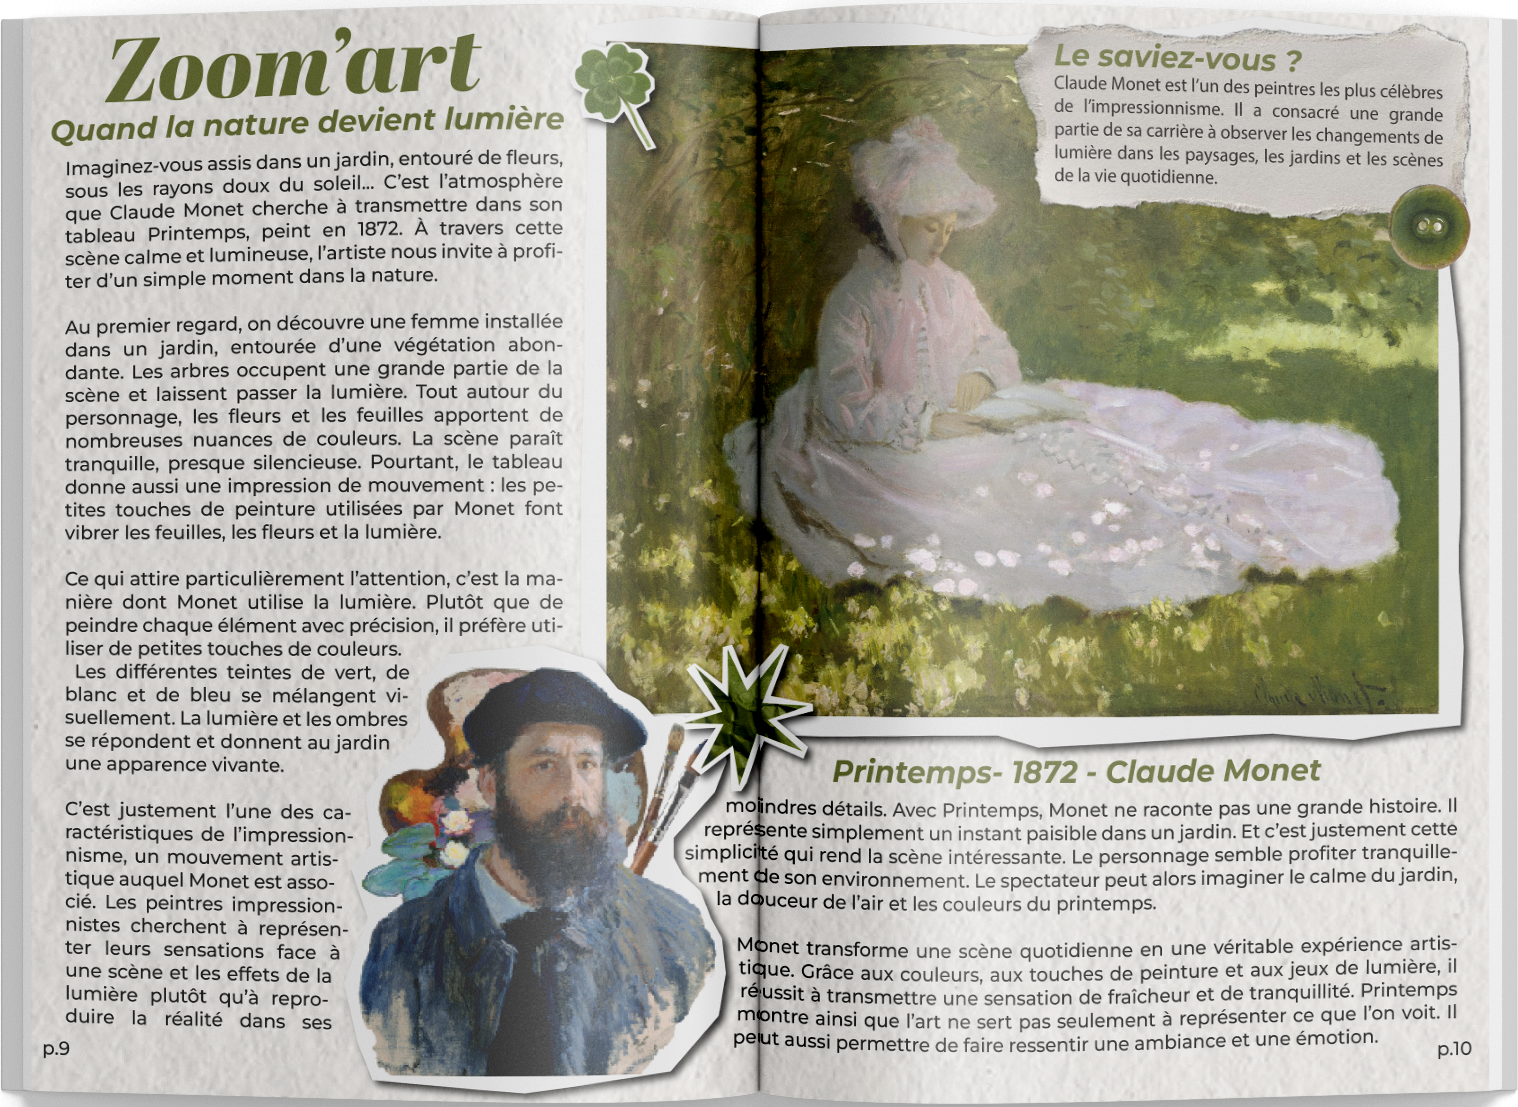 Zoom’art
Quand la nature devient lumière
Imaginez-vous assis dans un jardin, entouré de fleurs,
sous les rayons doux du soleil... C’est l’atmosphère
que Claude Monet cherche à transmettre dans son
tableau Printemps, peint en 1872. À travers cette
scène calme et lumineuse, l’artiste nous invite à profi-
ter d’un simple moment dans la nature.
Au premier regard, on découvre une femme installée
dans un jardin, entourée d’une végétation abon-
dante. Les arbres occupent une grande partie de la
scène et laissent passer la lumière. Tout autour du
personnage, les fleurs et les feuilles apportent de
nombreuses nuances de couleurs. La scène paraît
tranquille, presque silencieuse. Pourtant, le tableau
donne aussi une impression de mouvement : les pe-
tites touches de peinture utilisées par Monet font
vibrer les feuilles, les fleurs et la lumière.
Ce qui attire particulièrement l’attention, c’est la ma-
nière dont Monet utilise la lumière. Plutôt que de
peindre chaque élément avec précision, il préfère uti-
liser de petites touches de couleurs.
Les différentes teintes de vert, de
blanc et de bleu se mélangent vi-
suellement. La lumière et les ombres
se répondent et donnent au jardin
une apparence vivante.
C’est justement l’une des ca-
ractéristiques de l’impression-
nisme, un mouvement artis-
tique auquel Monet est asso-
cié. Les peintres impression-
nistes cherchent à représen-
ter leurs sensations face à
une scène et les effets de la
lumière plutôt qu’à repro-
duire la réalité dans ses
p.9
Le saviez-vous ?
Claude Monet est l’un des peintres les plus célèbres
de l’impressionnisme. Il a consacré une grande
partie de sa carrière à observer les changements de
lumière dans les paysages, les jardins et les scènes
de la vie quotidienne.
Claude Monet
Printemps- 1872 - Claude Monet
moindres détails. Avec Printemps, Monet ne raconte pas une grande histoire. Il
représente simplement un instant paisible dans un jardin. Et c’est justement cette
simplicité qui rend la scène intéressante. Le personnage semble profiter tranquille-
ment de son environnement. Le spectateur peut alors imaginer le calme du jardin,
la douceur de l’air et les couleurs du printemps.
Monet transforme une scène quotidienne en une véritable expérience artis-
tique. Grâce aux couleurs, aux touches de peinture et aux jeux de lumière, il
réussit à transmettre une sensation de fraîcheur et de tranquillité. Printemps
montre ainsi que l’art ne sert pas seulement à représenter ce que l’on voit. Il
peut aussi permettre de faire ressentir une ambiance et une émotion.
p.10